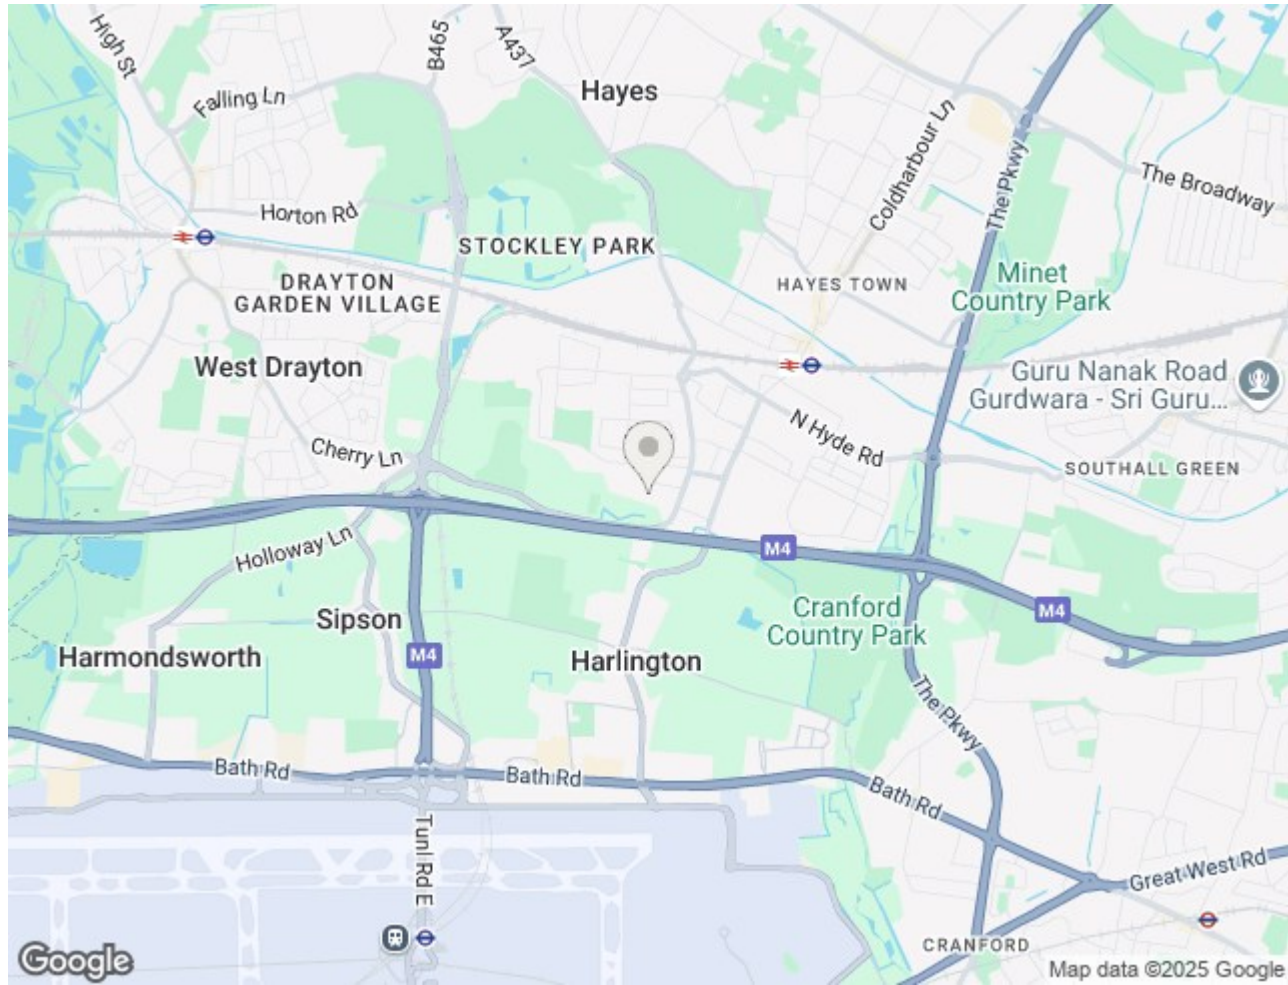 High St
B465
A437
Hayes
Falling Ln
Coldharbour Ln
The Pkwy
The Broadway
Horton Rd
STOCKLEY PARK
DRAYTON
GARDEN VILLAGE
HAYES TOWN
Minet
Country Park
West Drayton
Guru Nanak Road
Gurdwara - Sri Guru...
N Hyde Rd
Cherry Ln
SOUTHALL GREEN
Holloway Ln
M4
Sipson
Cranford
Country Park
M4
Harmondsworth
M4
Harlington
The Pkwy
Bath Rd
Bath Rd
Bath Rd
Tunl Rd E
Great West Rd
CRANFORD
Google
Map data ©2025 Google